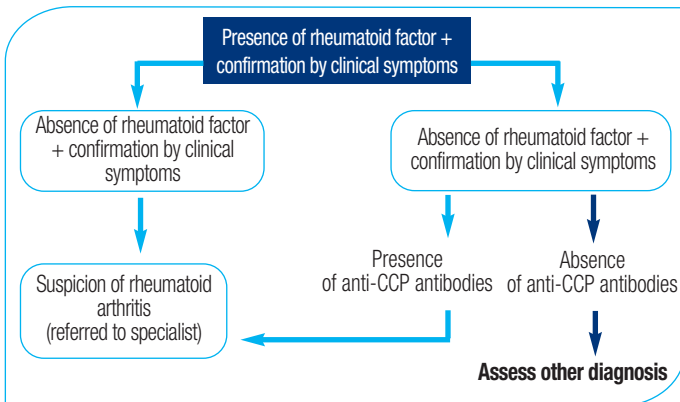 Presence of rheumatoid factor +
confirmation by clinical symptoms
Absence of rheumatoid factor
+ confirmation by clinical
symptoms
Absence of rheumatoid factor +
confirmation by clinical symptoms
Suspicion of rheumatoid
arthritis
(referred to specialist)
Presence
of anti-CCP antibodies
Absence
of anti-CCP antibodies
Assess other diagnosis